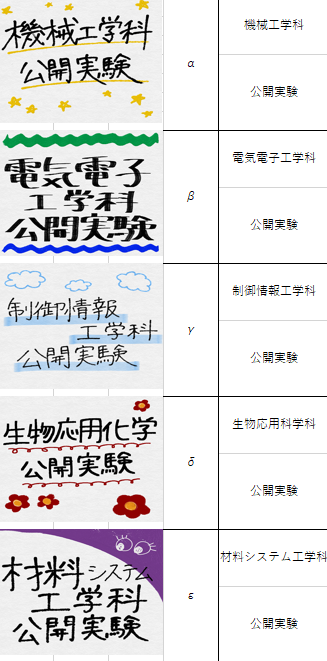 機械工学科
公開実験
α
機械工学科
公開実験
電気電子
工学科
公開実験
β
電気電子工学科
公開実験
制御情報
工学科
公開実験
γ
制御情報工学科
公開実験
生物応用化学
公開実験
δ
生物応用科学科
公開実験
材料システム
工学科
公開実験
ε
材料システム工学科
公開実験